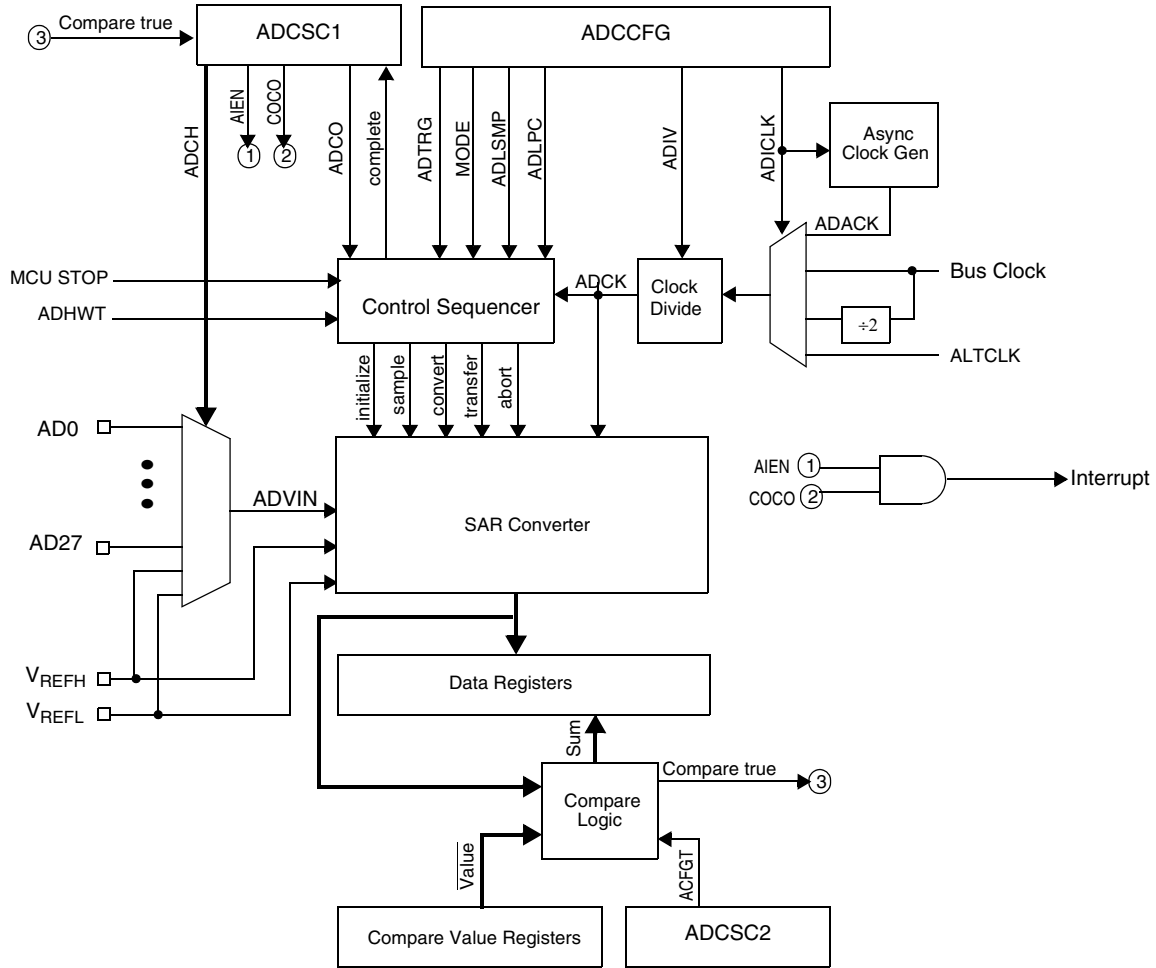 3
Compare true
ADCSC1
ADCCFG
ADCH
AIEN
COCO
1
2
ADCO
complete
ADTRG
MODE
ADLSMP
ADLPC
ADIV
ADICLK
Async
Clock Gen
ADACK
MCU STOP
ADHWT
Control Sequencer
ADCK
Clock
Divide
Bus Clock
÷2
ALTCLK
initialize
sample
convert
transfer
abort
AD0
AD27
ADVIN
SAR Converter
AIEN 1
COCO 2
Interrupt
VREFH
VREFL
Data Registers
Sum
Compare true
3
Compare
Logic
Value
ACFGT
Compare Value Registers
ADCSC2